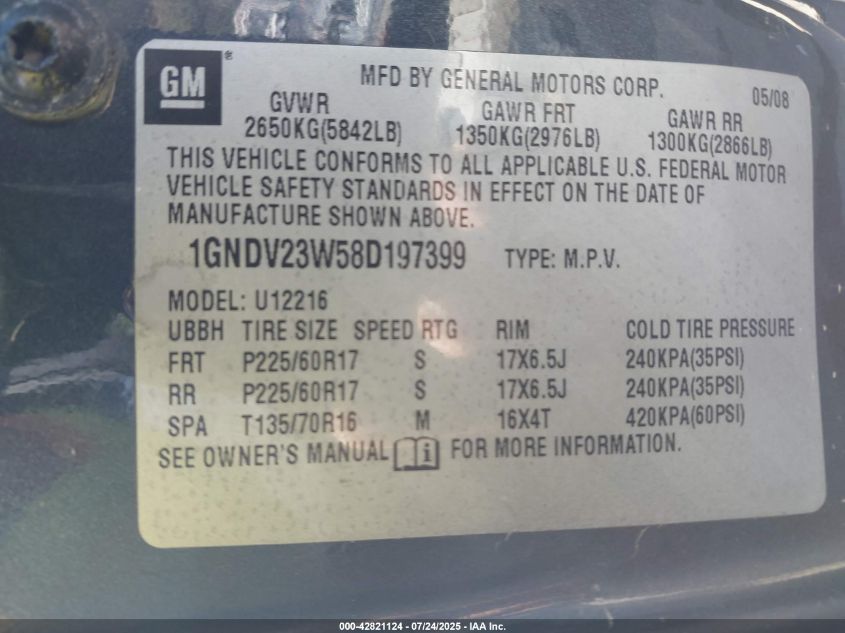 GM ®
MFD BY GENERAL MOTORS CORP. 05/08
GVWR GAWR FRT GAWR RR
2650KG(5842LB) 1350KG(2976LB) 1300KG(2866LB)
THIS VEHICLE CONFORMS TO ALL APPLICABLE U.S. FEDERAL MOTOR
VEHICLE SAFETY STANDARDS IN EFFECT ON THE DATE OF
MANUFACTURE SHOWN ABOVE.
1GNDV23W58D197399 TYPE: M.P.V.
MODEL: U12216
UBBH TIRE SIZE SPEED RTG RIM COLD TIRE PRESSURE
FRT P225/60R17 S 17X6.5J 240KPA(35PSI)
RR P225/60R17 S 17X6.5J 240KPA(35PSI)
SPA T135/70R16 M 16X4T 420KPA(60PSI)
SEE OWNER'S MANUAL i FOR MORE INFORMATION.
000-42821124 - 07/24/2025 - IAA Inc.